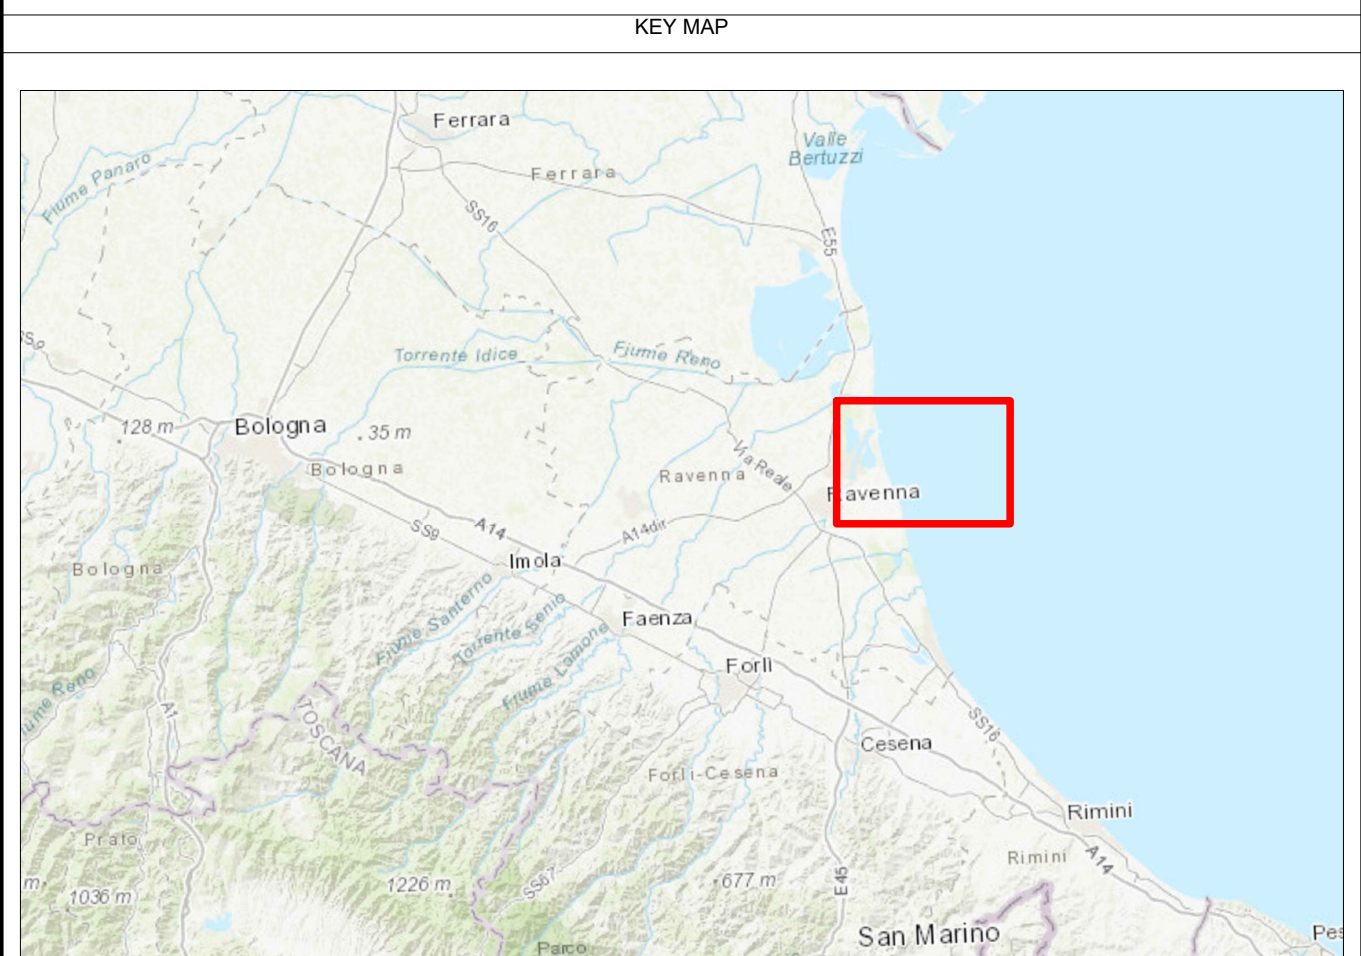 KEY MAP
Ferrara
Valle
Bertuzzi
Fiume Panaro
Ferrara
SS16
E55
Torrente Idice
Fiume Reno
128 m
Bologna
35 m
Bologna
Via Reale
Ravenna
Ravenna
SS9
A14
A14dir
Imola
Bologna
Fiume Santerno
Torrente Senio
Fiume Lamone
Faenza
Forlì
Reno
A1
TOSCANA
SS16
Cesena
Forlì-Cesena
Rimini
Prato
Rimini
A14
m
1036 m
1226 m
SS67
677 m
E45
San Marino
Parco